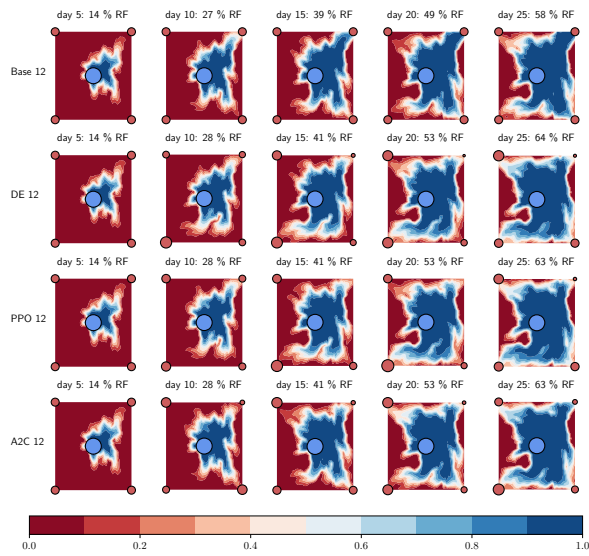 day 5: 14 % RF day 10: 27 % RF day 15: 39 % RF day 20: 49 % RF day 25: 58 % RF
Base 12
day 5: 14 % RF day 10: 28 % RF day 15: 41 % RF day 20: 53 % RF day 25: 64 % RF
DE 12
day 5: 14 % RF day 10: 28 % RF day 15: 41 % RF day 20: 53 % RF day 25: 63 % RF
PPO 12
day 5: 14 % RF day 10: 28 % RF day 15: 41 % RF day 20: 53 % RF day 25: 63 % RF
A2C 12
0.0 0.2 0.4 0.6 0.8 1.0